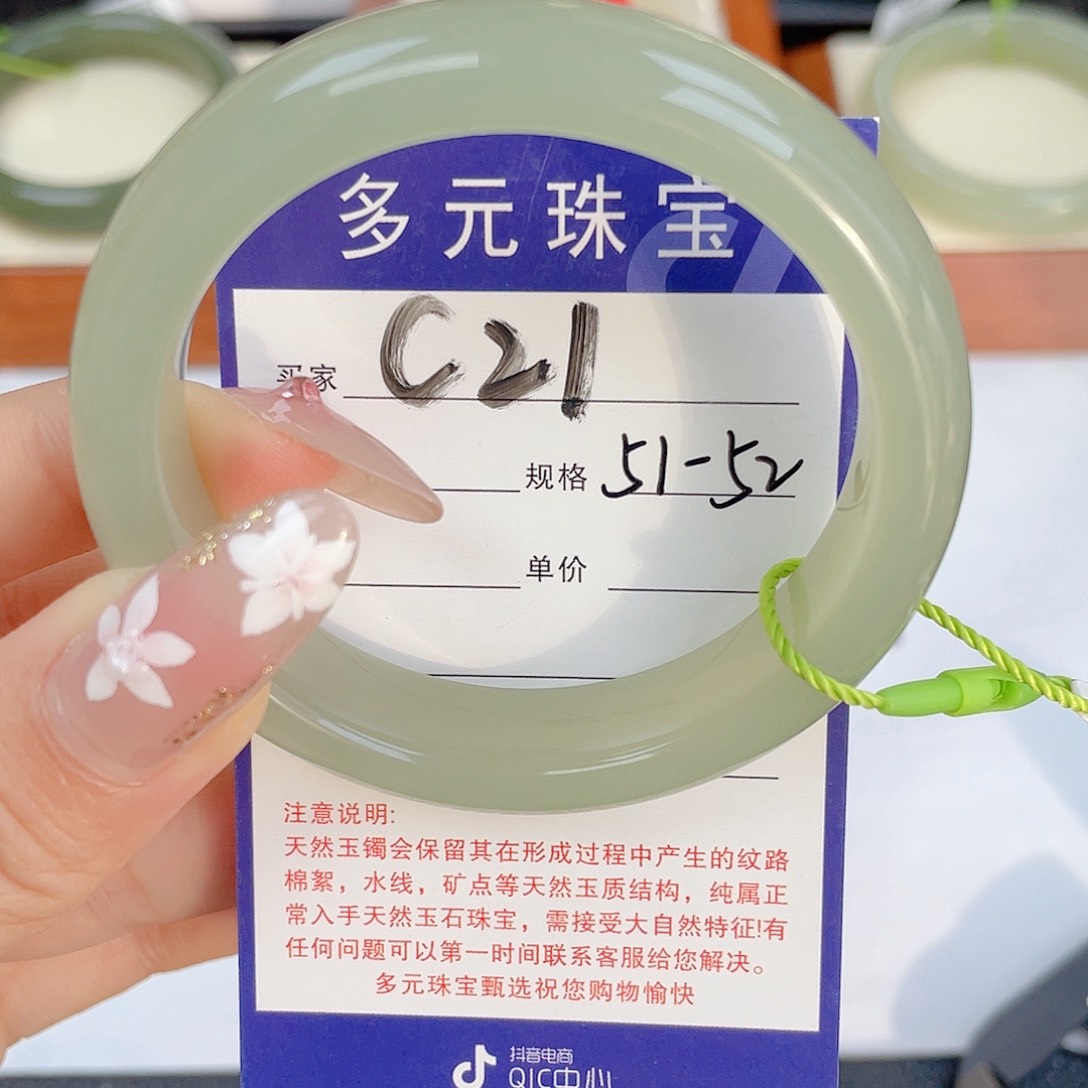 多元珠宝
买家 C21
规格 51-52
单价
注意说明:
天然玉镯会保留其在形成过程中产生的纹路
棉絮，水线，矿点等天然玉质结构，纯属正
常入手天然玉石珠宝，需接受大自然特征!有
任何问题可以第一时间联系客服给您解决。
多元珠宝甄选祝您购物愉快
抖音电商
QIC中心